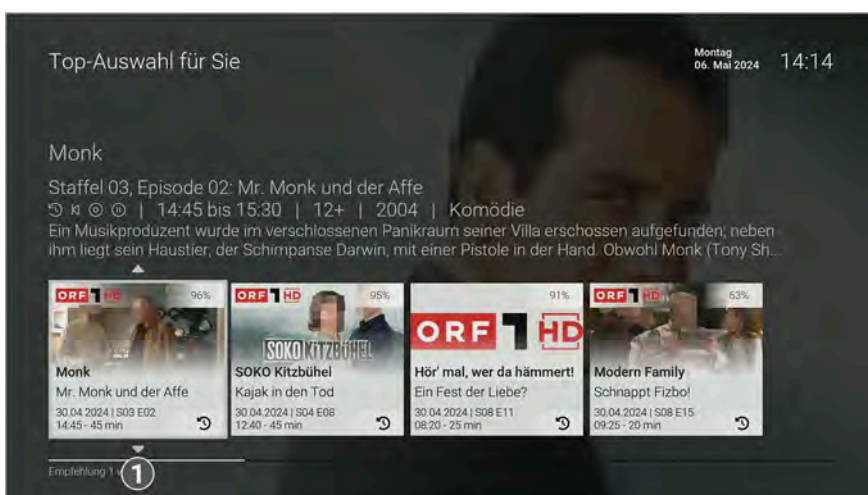 Top-Auswahl für Sie
Montag
06. Mai 2024
14:14
Monk
Staffel 03, Episode 02: Mr. Monk und der Affe
| 14:45 bis 15:30 | 12+ | 2004 | Komödie
Ein Musikproduzent wurde im verschlossenen Panikraum seiner Villa erschossen aufgefunden; neben
ihm liegt sein Haustier, der Schimpanse Darwin, mit einer Pistole in der Hand. Obwohl Monk (Tony Sh...
ORF 1 HD 96%
Monk
Mr. Monk und der Affe
30.04.2024 | S03 E02
14:45 - 45 min
ORF 1 HD 95%
SOKO KITZBÜHEL
SOKO Kitzbühel
Kajak in den Tod
30.04.2024 | S04 E08
12:40 - 45 min
91%
ORF 1 HD
Hör' mal, wer da hämmert!
Ein Fest der Liebe?
30.04.2024 | S08 E11
08:20 - 25 min
ORF 1 HD 63%
Modern Family
Schnappt Fizbo!
30.04.2024 | S08 E15
09:25 - 20 min
Empfehlung 1
1